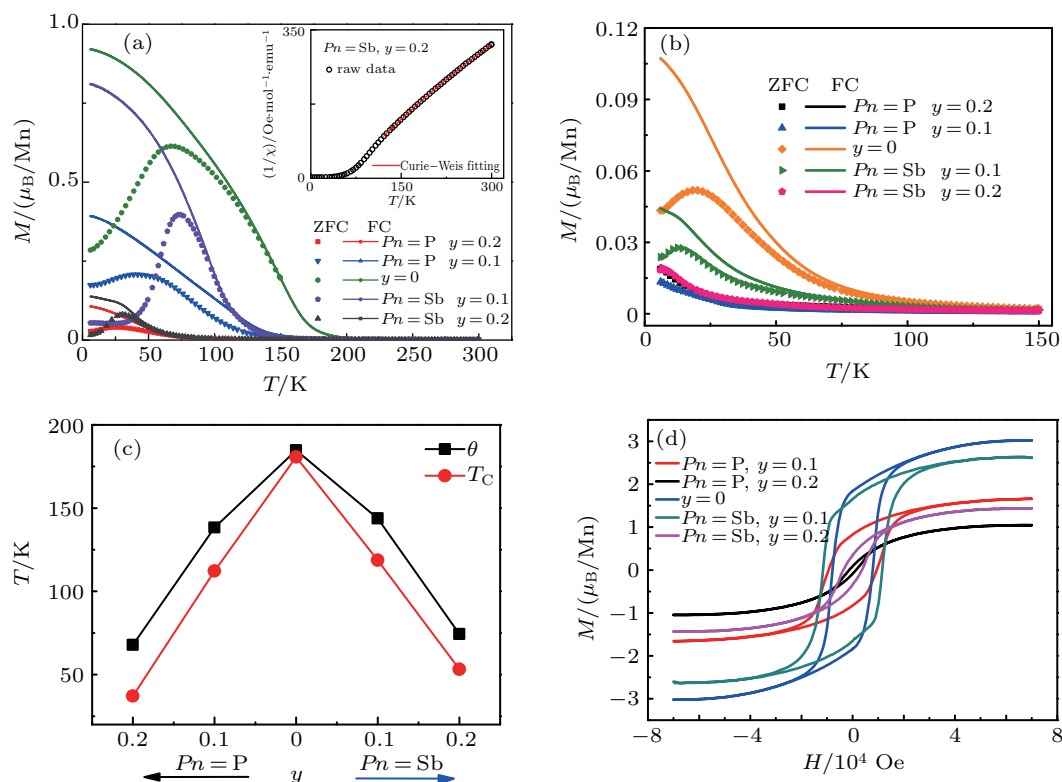 (a)
1.0
0.5
0
M/(μB/Mn)
0 50 100 150 200 250 300
T/K
350
0
(1/χ)/Oe·mol−1·emu−1
Pn=Sb, y=0.2
raw data
Curie−Weis fitting
0 150 300
T/K
ZFC FC
Pn=P y=0.2
Pn=P y=0.1
y=0
Pn=Sb y=0.1
Pn=Sb y=0.2
(b)
0.12
0.09
0.06
0.03
0
M/(μB/Mn)
ZFC FC
Pn=P y=0.2
Pn=P y=0.1
y=0
Pn=Sb y=0.1
Pn=Sb y=0.2
0 50 100 150
T/K
(c)
200
150
100
50
0
T/K
θ
TC
0.2 0.1 0 0.1 0.2
Pn=P y Pn=Sb
(d)
3
2
1
0
−1
−2
−3
M/(μB/Mn)
Pn=P, y=0.1
Pn=P, y=0.2
y=0
Pn=Sb, y=0.1
Pn=Sb, y=0.2
−8 −4 0 4 8
H/104 Oe